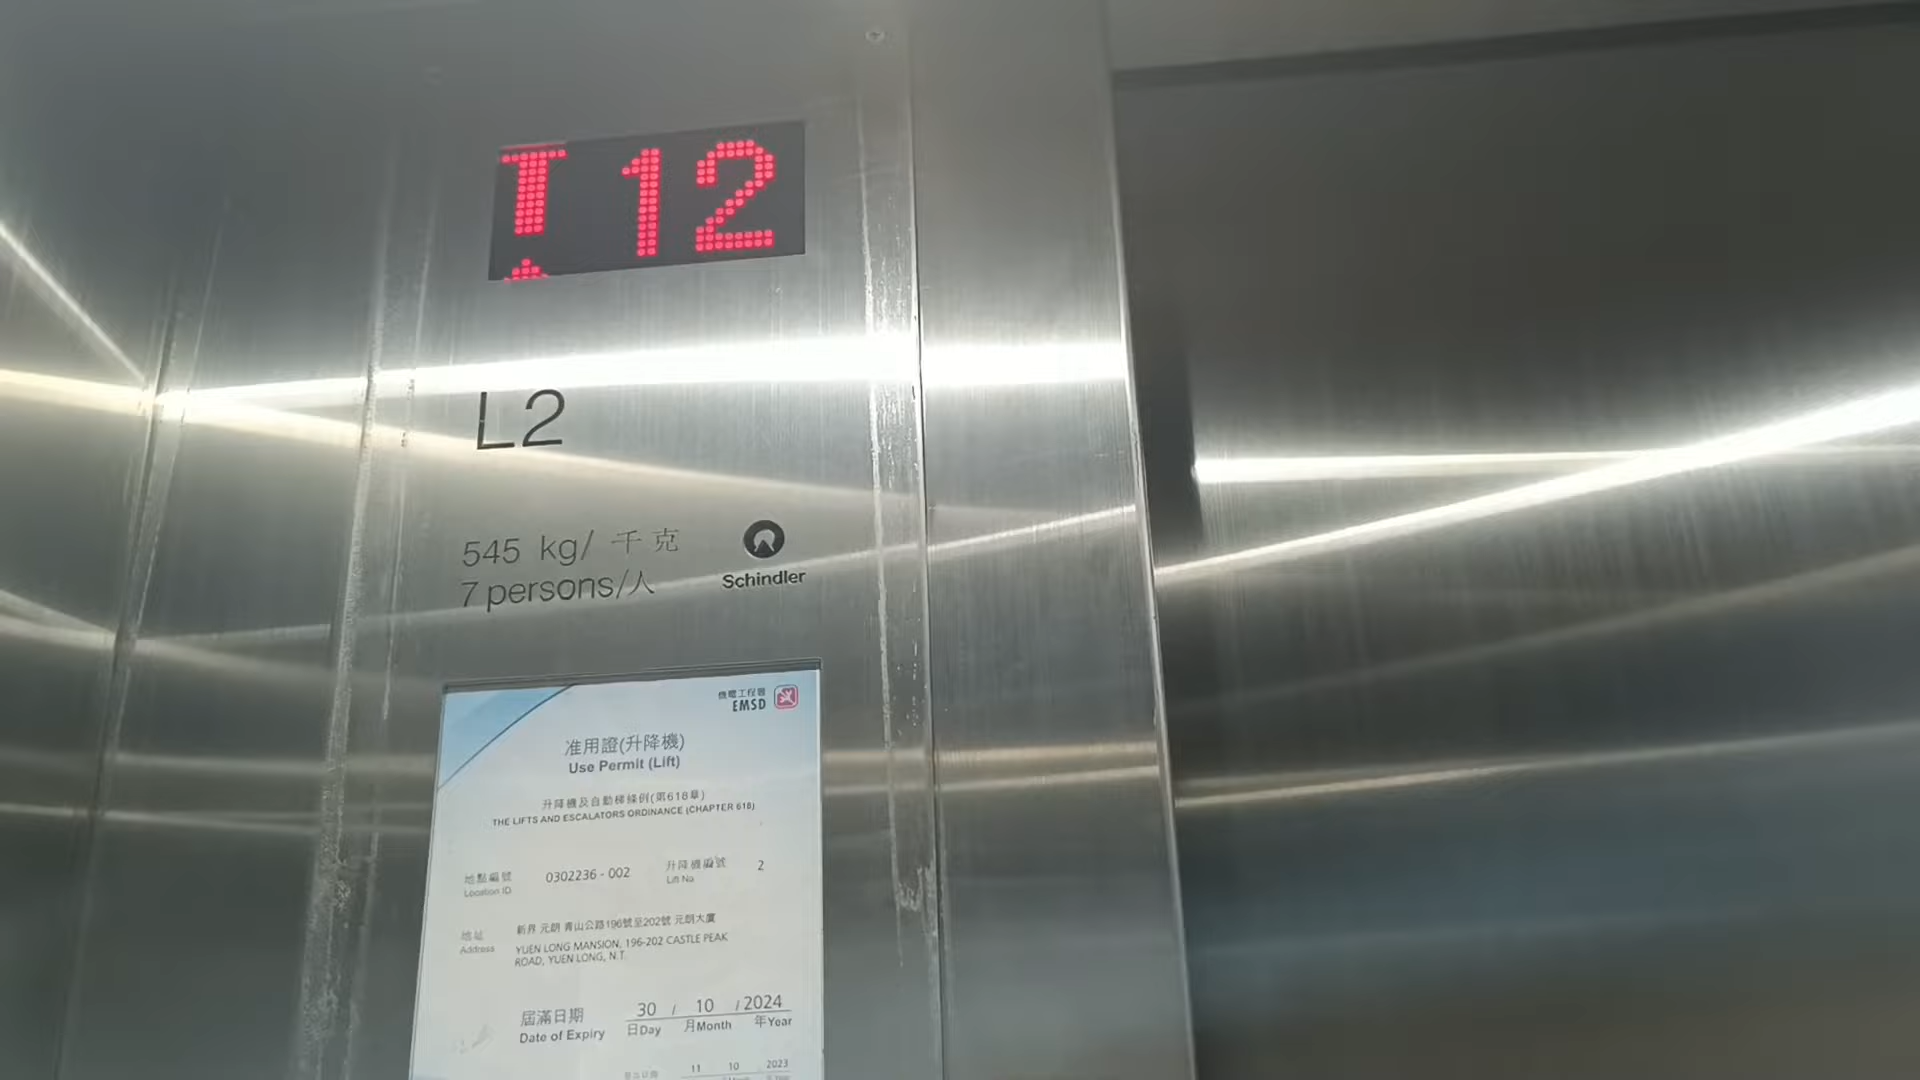 12
L2
545 kg/ 千克
7 persons/人
Schindler
機電工程署
EMSD
准用證(升降機)
Use Permit (Lift)
升降機及自動梯條例(第618章)
THE LIFTS AND ESCALATORS ORDINANCE (CHAPTER 618)
地點編號 0302236 - 002 升降機編號 2
Location ID Lift No
地址 新界 元朗 青山公路196號至202號 元朗大廈
Address YUEN LONG MANSION, 196-202 CASTLE PEAK
ROAD, YUEN LONG, N.T.
屆滿日期 30 / 10 / 2024
Date of Expiry 日Day 月Month 年Year
11 10 2023